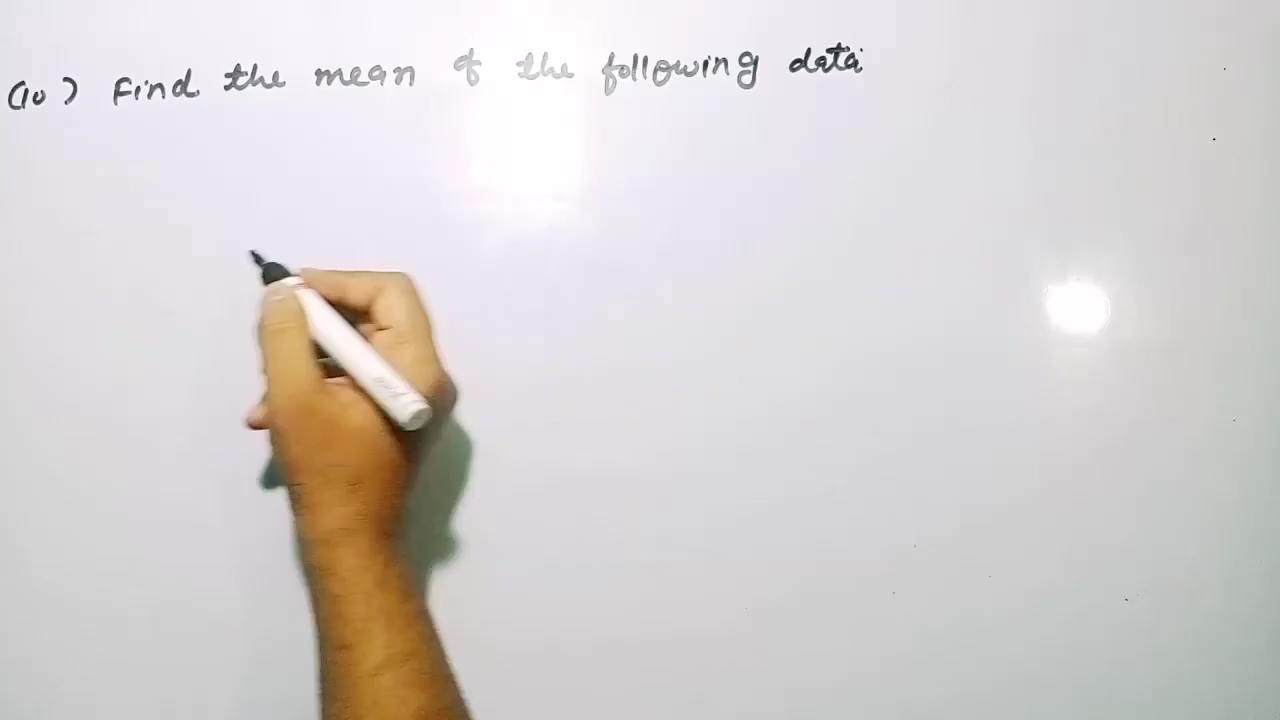 (10) Find the mean of the following data